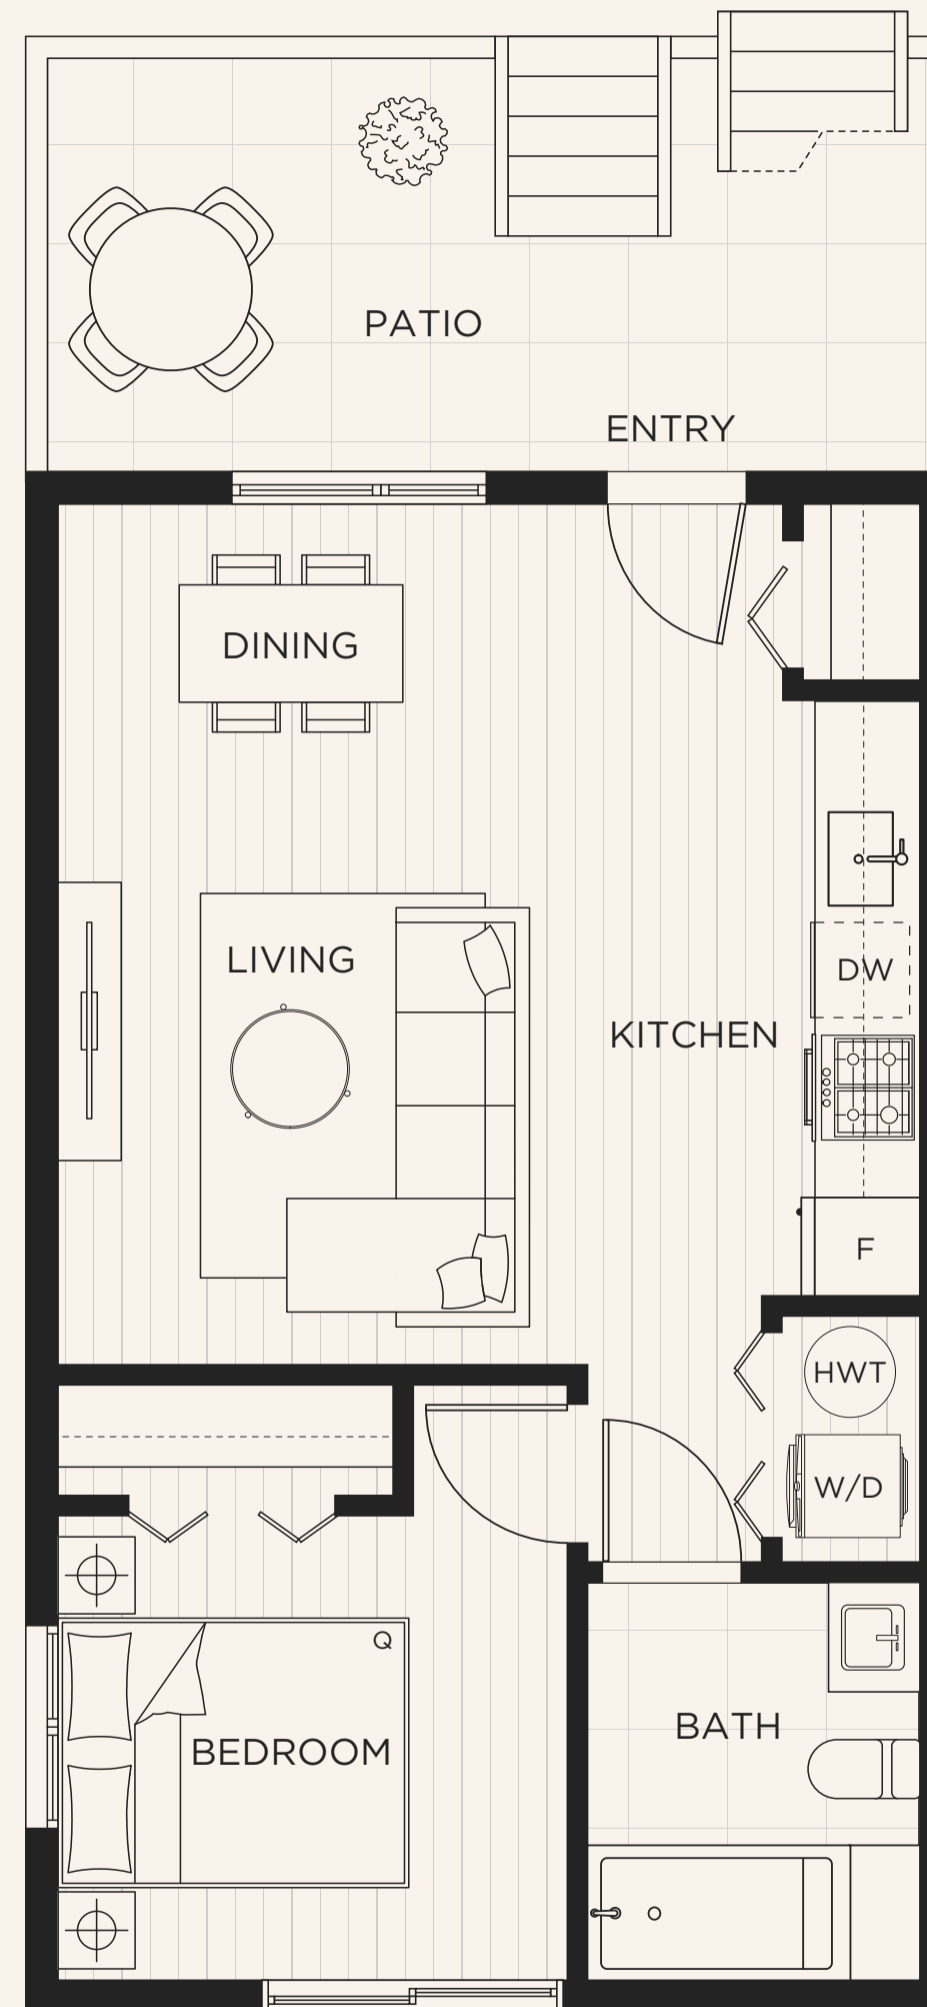 PATIO
ENTRY
DINING
LIVING
DW
KITCHEN
F
HWT
W/D
Q
BATH
BEDROOM